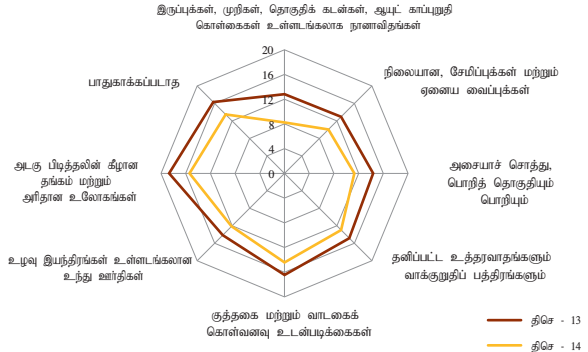 இருப்புக்கள், முறிகள், தொகுதிக் கடன்கள், ஆயுட் காப்புறுதி
கொள்கைகள் உள்ளடங்கலாக நானாவிதங்கள்
20
16
12
8
4
0
நிலையான, சேமிப்புக்கள் மற்றும்
ஏனைய வைப்புக்கள்
அசையாச் சொத்து,
பொறித் தொகுதியும்
பொறியும்
தனிப்பட்ட உத்தரவாதங்களும்
வாக்குறுதிப் பத்திரங்களும்
குத்தகை மற்றும் வாடகைக்
கொள்வனவு உடன்படிக்கைகள்
உழவு இயந்திரங்கள் உள்ளடங்கலான
உந்து ஊர்திகள்
அடகு பிடித்தலின் கீழான
தங்கம் மற்றும்
அரிதான உலோகங்கள்
பாதுகாக்கப்படாத
திசெ - 13
திசெ - 14